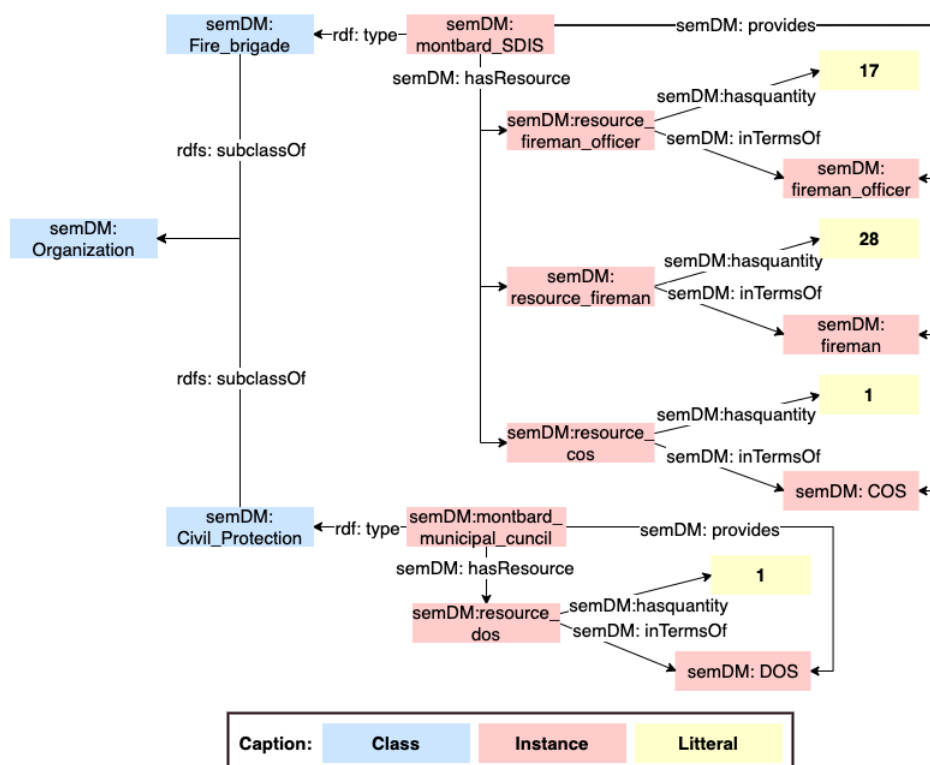 semDM:
Fire_brigade
rdf: type
semDM:
montbard_SDIS
semDM: provides
semDM: hasResource
17
semDM:hasquantity
semDM:resource_
fireman_officer
semDM: inTermsOf
semDM:
fireman_officer
rdfs: subclassOf
semDM:
Organization
28
semDM:hasquantity
semDM:
resource_fireman
semDM: inTermsOf
semDM:
fireman
rdfs: subclassOf
1
semDM:hasquantity
semDM:resource_
cos
semDM: inTermsOf
semDM: COS
semDM:
Civil_Protection
rdf: type
semDM:montbard_
municipal_cuncil
semDM: provides
semDM: hasResource
1
semDM:hasquantity
semDM:resource_
dos
semDM: inTermsOf
semDM: DOS
Caption:
Class
Instance
Litteral